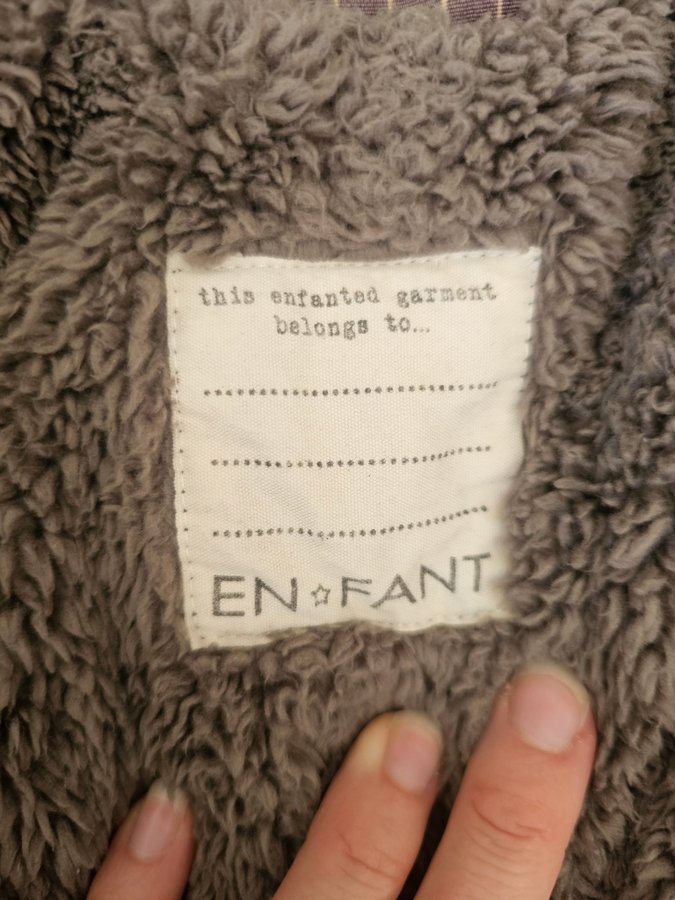 this enfanted garment
belongs to...
EN☆FANT